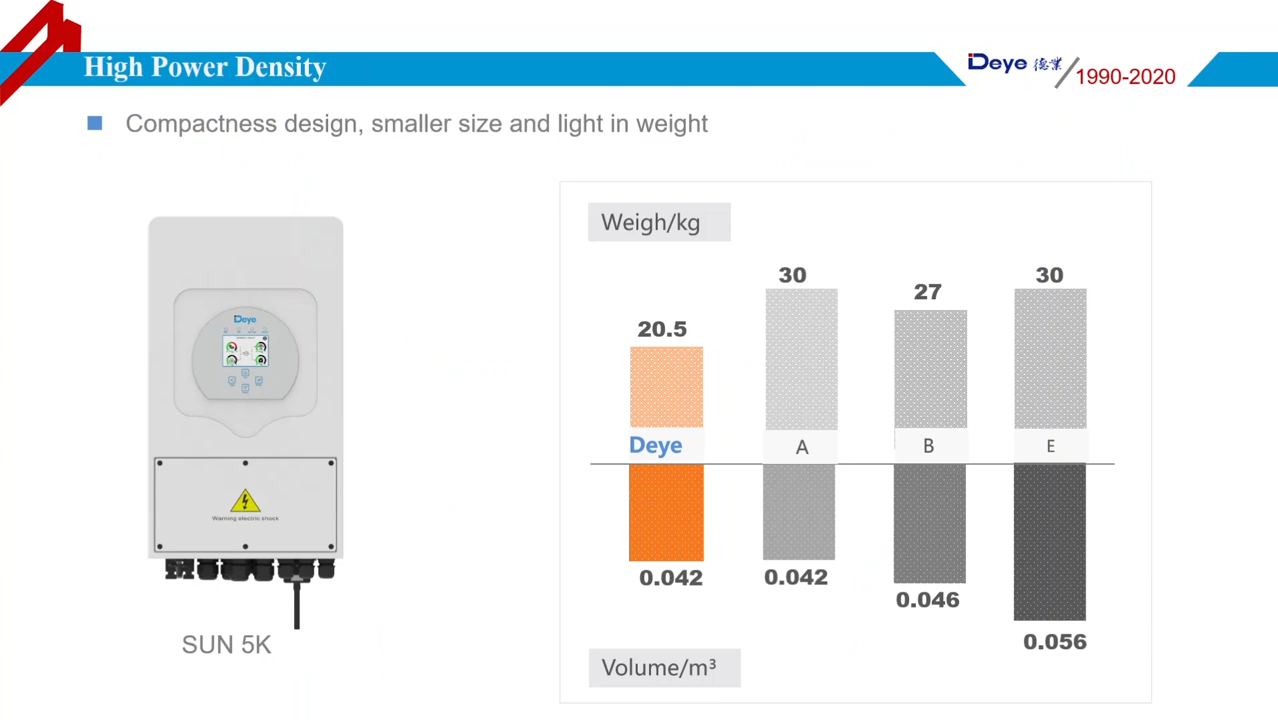 High Power Density
Deye 德業
1990-2020
Compactness design, smaller size and light in weight
Deye
Warning electric shock
SUN 5K
Weigh/kg
30
27
30
20.5
Deye
A
B
E
0.042
0.042
0.046
0.056
Volume/m³